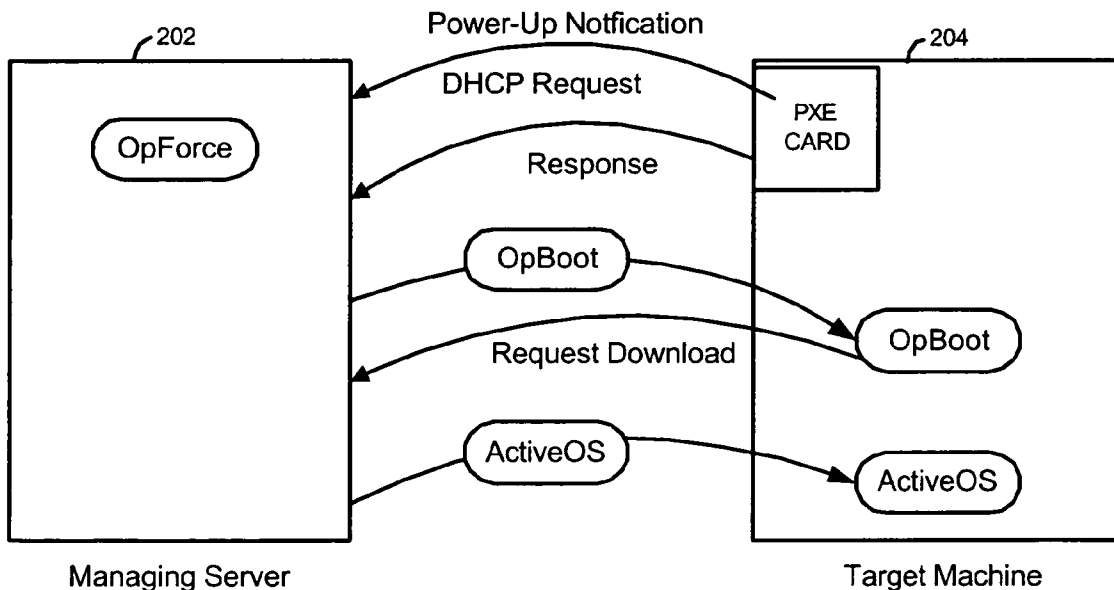 Power-Up Notfication
202
204
DHCP Request
PXE
CARD
OpForce
Response
OpBoot
OpBoot
Request Download
ActiveOS
ActiveOS
Managing Server
Target Machine